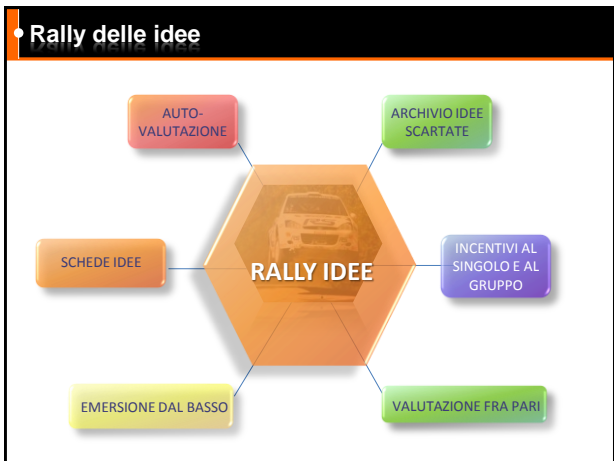 Rally delle idee
AUTO-
VALUTAZIONE
ARCHIVIO IDEE
SCARTATE
SCHEDE IDEE
RALLY IDEE
INCENTIVI AL
SINGOLO E AL
GRUPPO
EMERSIONE DAL BASSO
VALUTAZIONE FRA PARI